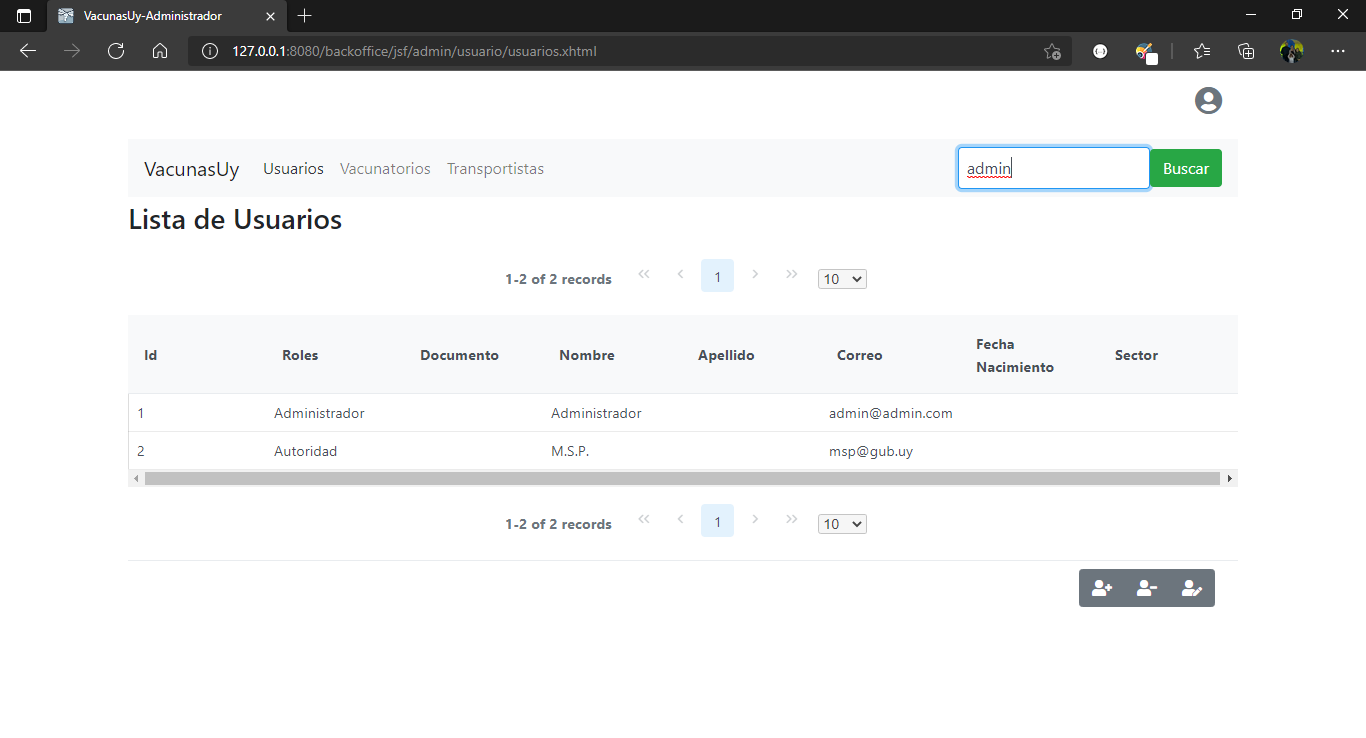 VacunasUy-Administrador
127.0.0.1:8080/backoffice/jsf/admin/usuario/usuarios.xhtml
VacunasUy Usuarios Vacunatorios Transportistas admin Buscar
Lista de Usuarios
1-2 of 2 records 1 10
Id Roles Documento Nombre Apellido Correo Fecha Nacimiento Sector
1 Administrador Administrador admin@admin.com
2 Autoridad M.S.P. msp@gub.uy
1-2 of 2 records 1 10